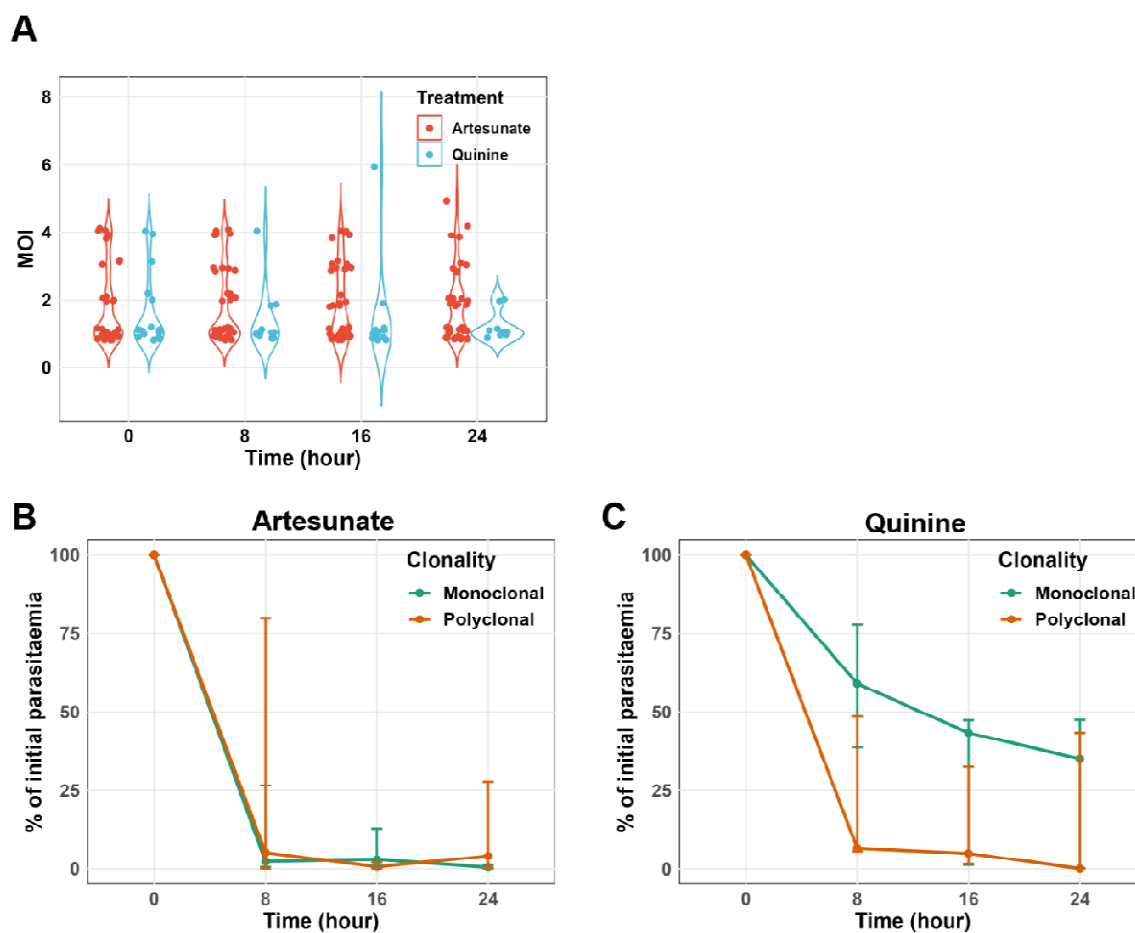 A
8
6
4
2
0
MOI
Treatment
Artesunate
Quinine
0 8 16 24
Time (hour)
B
Artesunate
100
75
50
25
0
% of initial parasitaemia
Clonality
Monoclonal
Polyclonal
0 8 16 24
Time (hour)
C
Quinine
100
75
50
25
0
% of initial parasitaemia
Clonality
Monoclonal
Polyclonal
0 8 16 24
Time (hour)